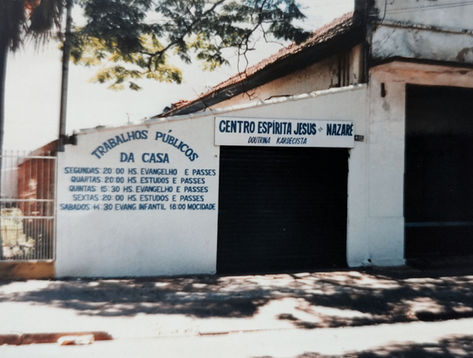 TRABALHOS PÚBLICOS
DA CASA
SEGUNDAS 20:00 HS. EVANGELHO E PASSES
QUARTAS 20:00 HS. ESTUDOS E PASSES
QUINTAS 15:30 HS. EVANGELHO E PASSES
SEXTAS 20:00 HS. ESTUDOS E PASSES
SABADOS 14:30 EVANG. INFANTIL 18:00 MOCIDADE
CENTRO ESPÍRITA JESUS DE NAZARÉ
DOUTRINA KARDECISTA